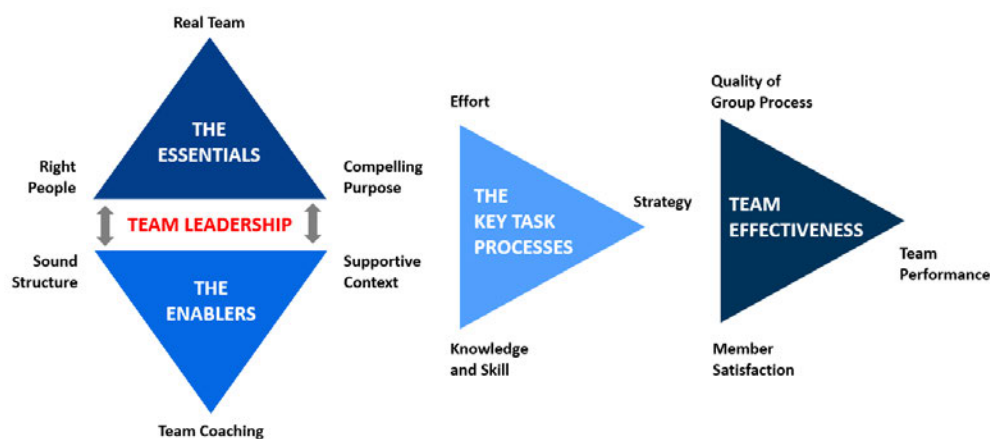 Real Team
THE
ESSENTIALS
Right
People
Compelling
Purpose
TEAM LEADERSHIP
Sound
Structure
Supportive
Context
THE
ENABLERS
Team Coaching
Effort
THE
KEY TASK
PROCESSES
Strategy
Knowledge
and Skill
Quality of
Group Process
TEAM
EFFECTIVENESS
Team
Performance
Member
Satisfaction